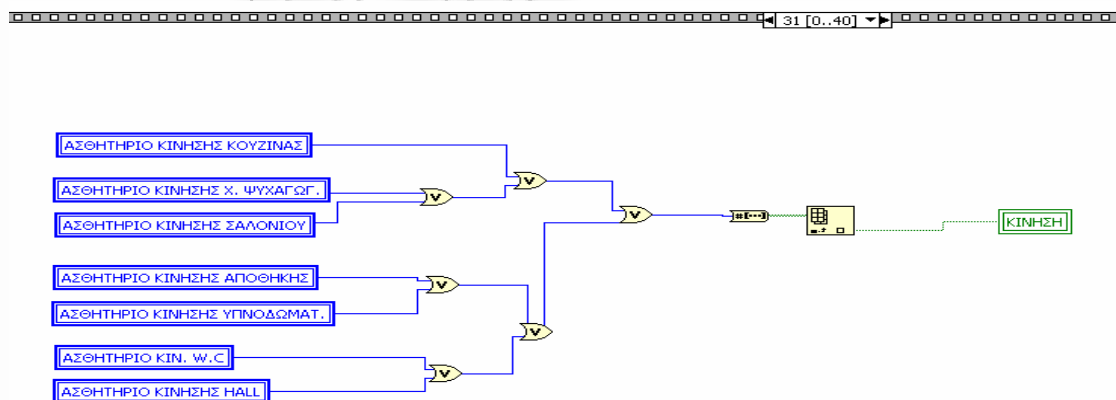 31 [0..40]
ΑΣΘΗΤΗΡΙΟ ΚΙΝΗΣΗΣ ΚΟΥΖΙΝΑΣ
ΑΣΘΗΤΗΡΙΟ ΚΙΝΗΣΗΣ Χ. ΨΥΧΑΓΩΓ.
ΑΣΘΗΤΗΡΙΟ ΚΙΝΗΣΗΣ ΣΑΛΟΝΙΟΥ
ΚΙΝΗΣΗ
ΑΣΘΗΤΗΡΙΟ ΚΙΝΗΣΗΣ ΑΠΟΘΗΚΗΣ
ΑΣΘΗΤΗΡΙΟ ΚΙΝΗΣΗΣ ΥΠΝΟΔΩΜΑΤ.
ΑΣΘΗΤΗΡΙΟ ΚΙΝ. W.C
ΑΣΘΗΤΗΡΙΟ ΚΙΝΗΣΗΣ HALL